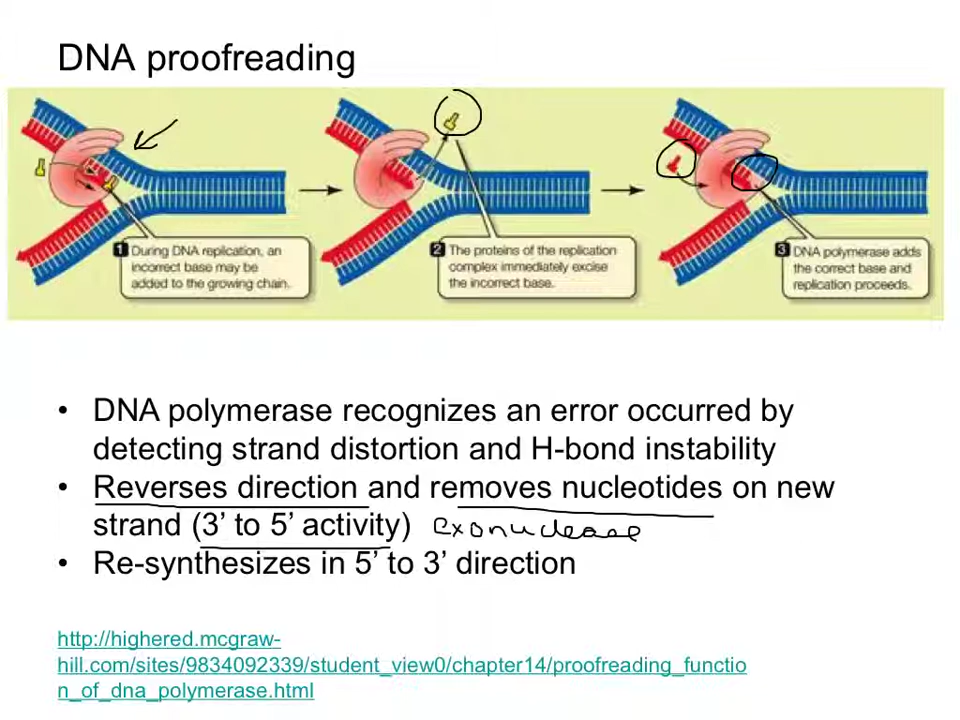 DNA proofreading
1 During DNA replication, an
incorrect base may be
added to the growing chain.
2 The proteins of the replication
complex immediately excise
the incorrect base.
3 DNA polymerase adds
the correct base and
replication proceeds.
• DNA polymerase recognizes an error occurred by
detecting strand distortion and H-bond instability
• Reverses direction and removes nucleotides on new
strand (3’ to 5’ activity) exonuclease
• Re-synthesizes in 5’ to 3’ direction
http://highered.mcgraw-
hill.com/sites/9834092339/student_view0/chapter14/proofreading_functio
n_of_dna_polymerase.html